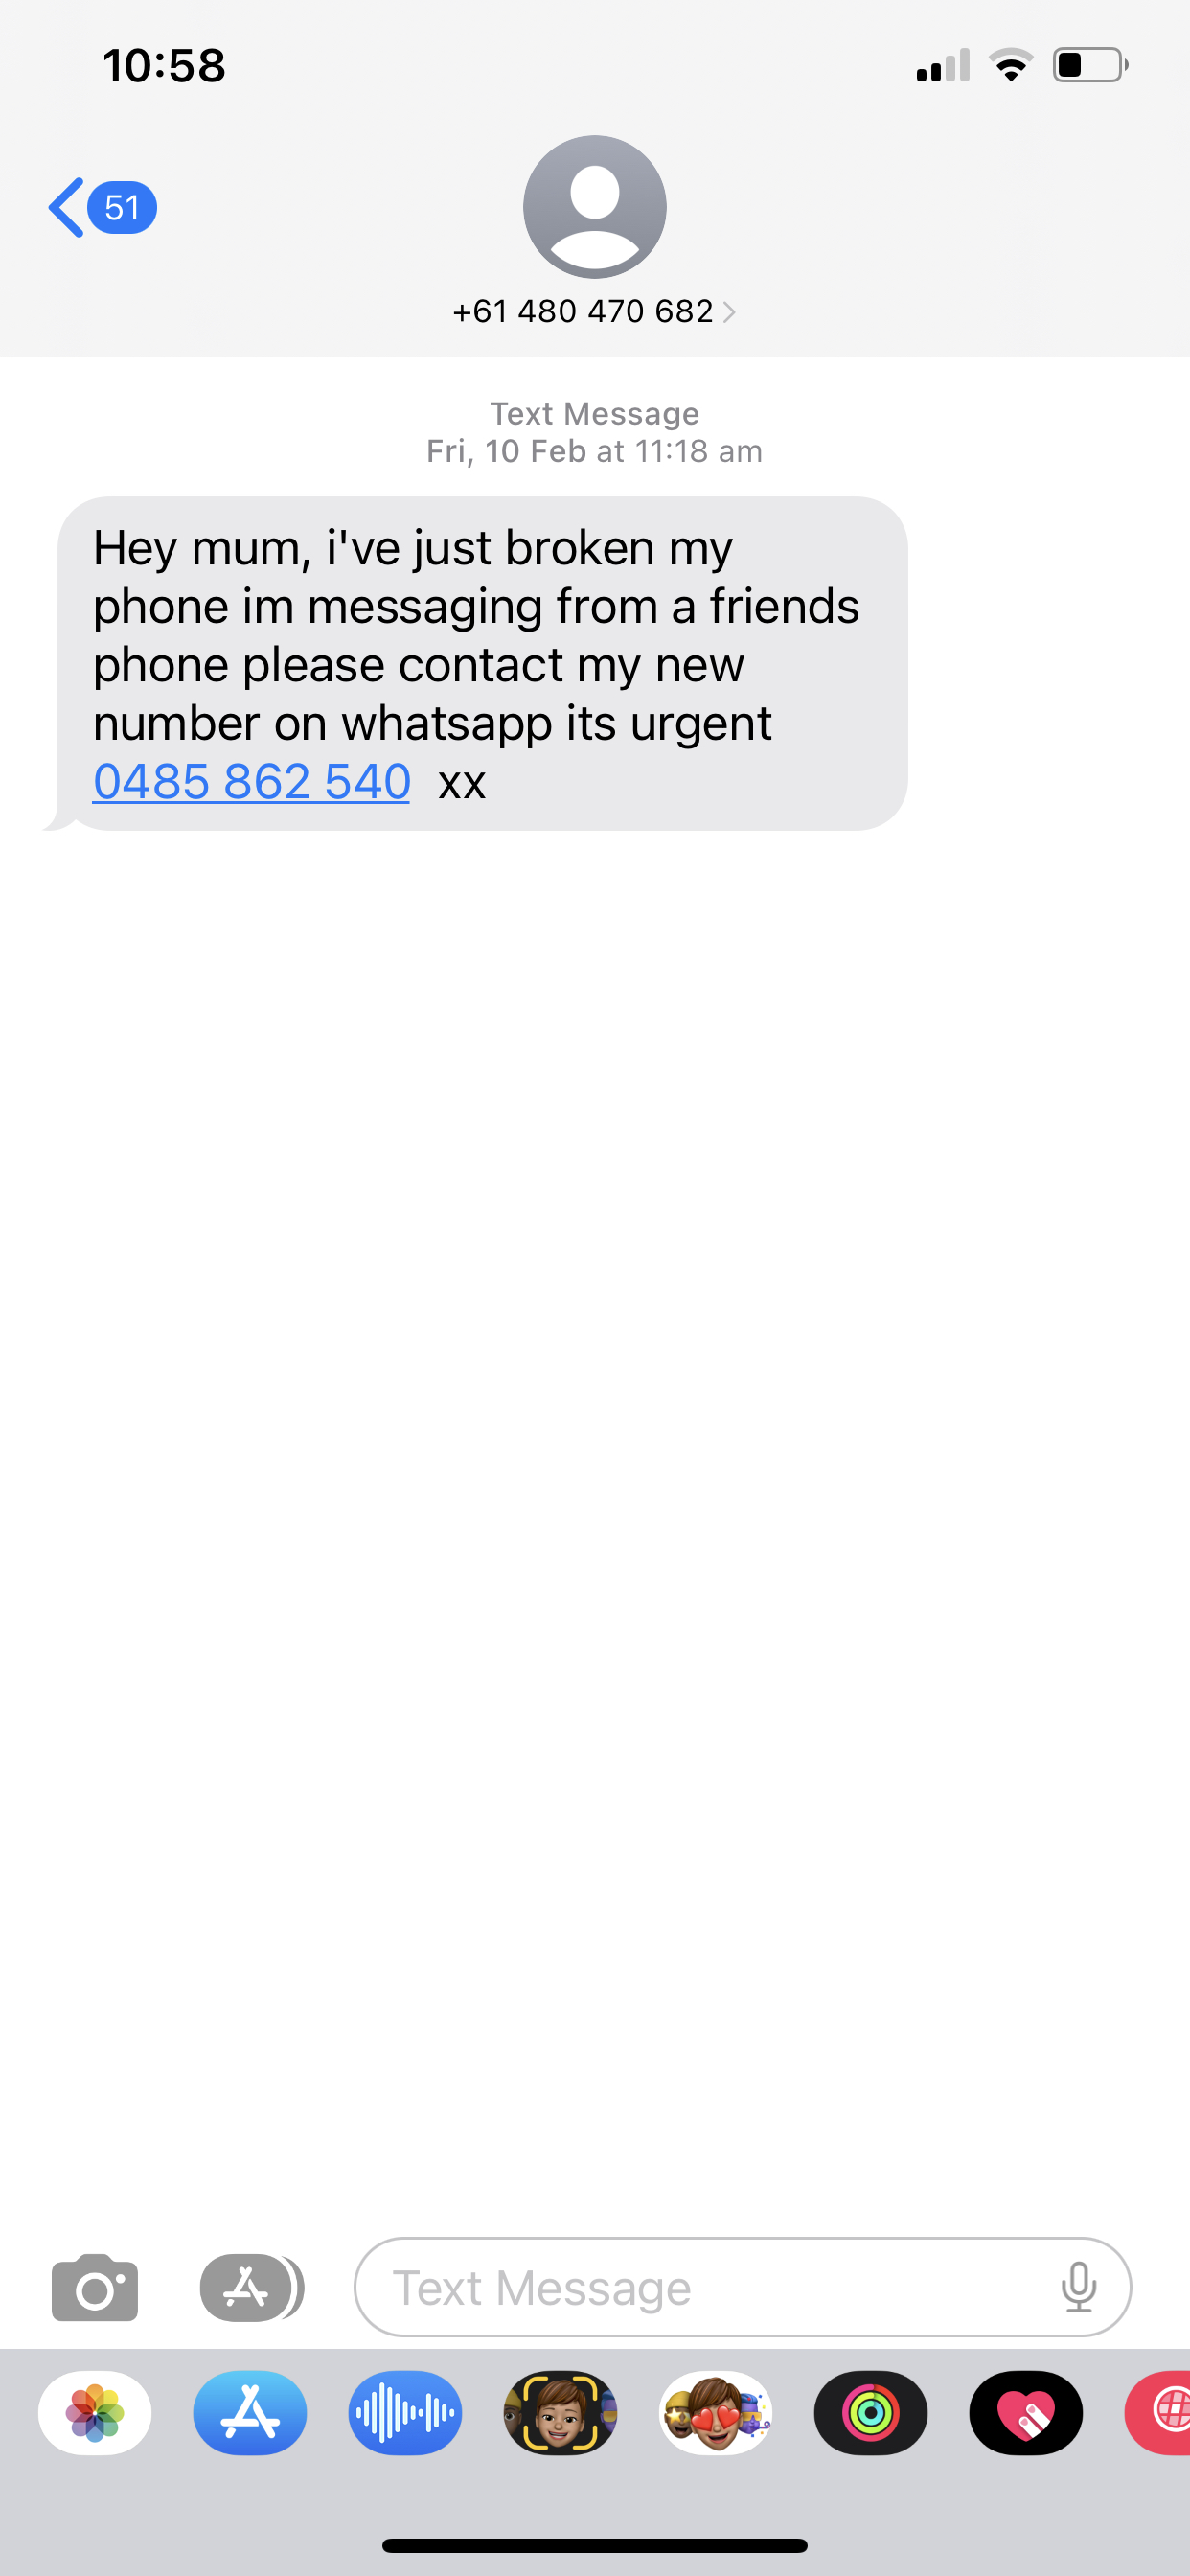 10:58
51
+61 480 470 682
Text Message
Fri, 10 Feb at 11:18 am
Hey mum, i've just broken my
phone im messaging from a friends
phone please contact my new
number on whatsapp its urgent
0485 862 540 xx
Text Message